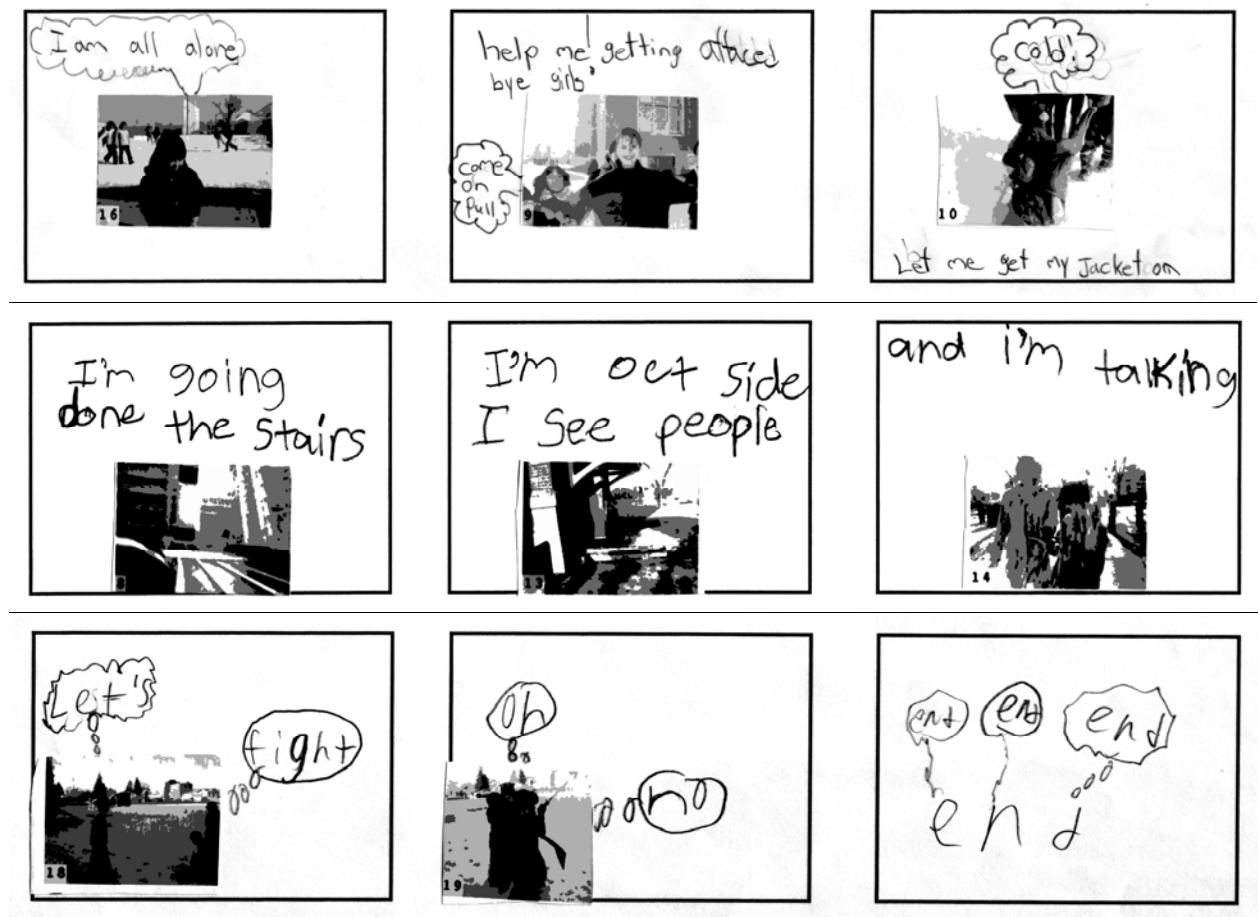 I am all alone
16
help me! getting attaced
bye girls'
come
on
pull
9
cold!
10
Let me get my Jacket on
I'm going
done the stairs
8
I'm oct side
I see people
13
and i'm talking
14
Let's
fight
18
oh
no
19
end end end
end